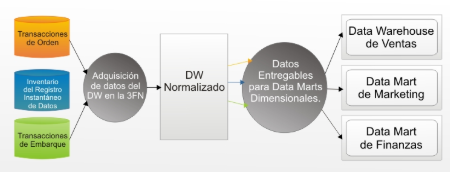 Transacciones
de Orden
Inventario
del Registro
Instantáneo
de Datos
Transacciones
de Embarque
Adquisición
de datos del
DW en la 3FN
DW
Normalizado
Datos
Entregables
para Data Marts
Dimensionales.
Data Warehouse
de Ventas
Data Mart
de Marketing
Data Mart
de Finanzas